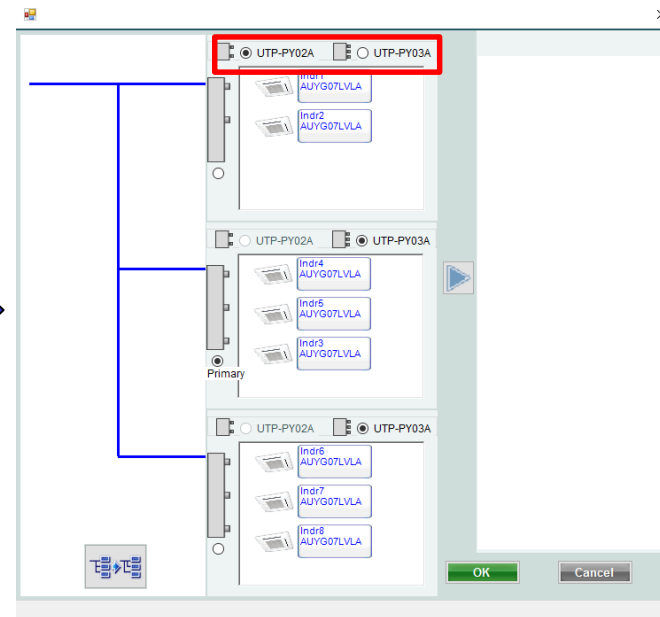 UTP-PY02A UTP-PY03A
Indr1
AUYG07LVLA
Indr2
AUYG07LVLA
UTP-PY02A UTP-PY03A
Indr4
AUYG07LVLA
Indr5
AUYG07LVLA
Indr3
AUYG07LVLA
Primary
UTP-PY02A UTP-PY03A
Indr6
AUYG07LVLA
Indr7
AUYG07LVLA
Indr8
AUYG07LVLA
OK Cancel